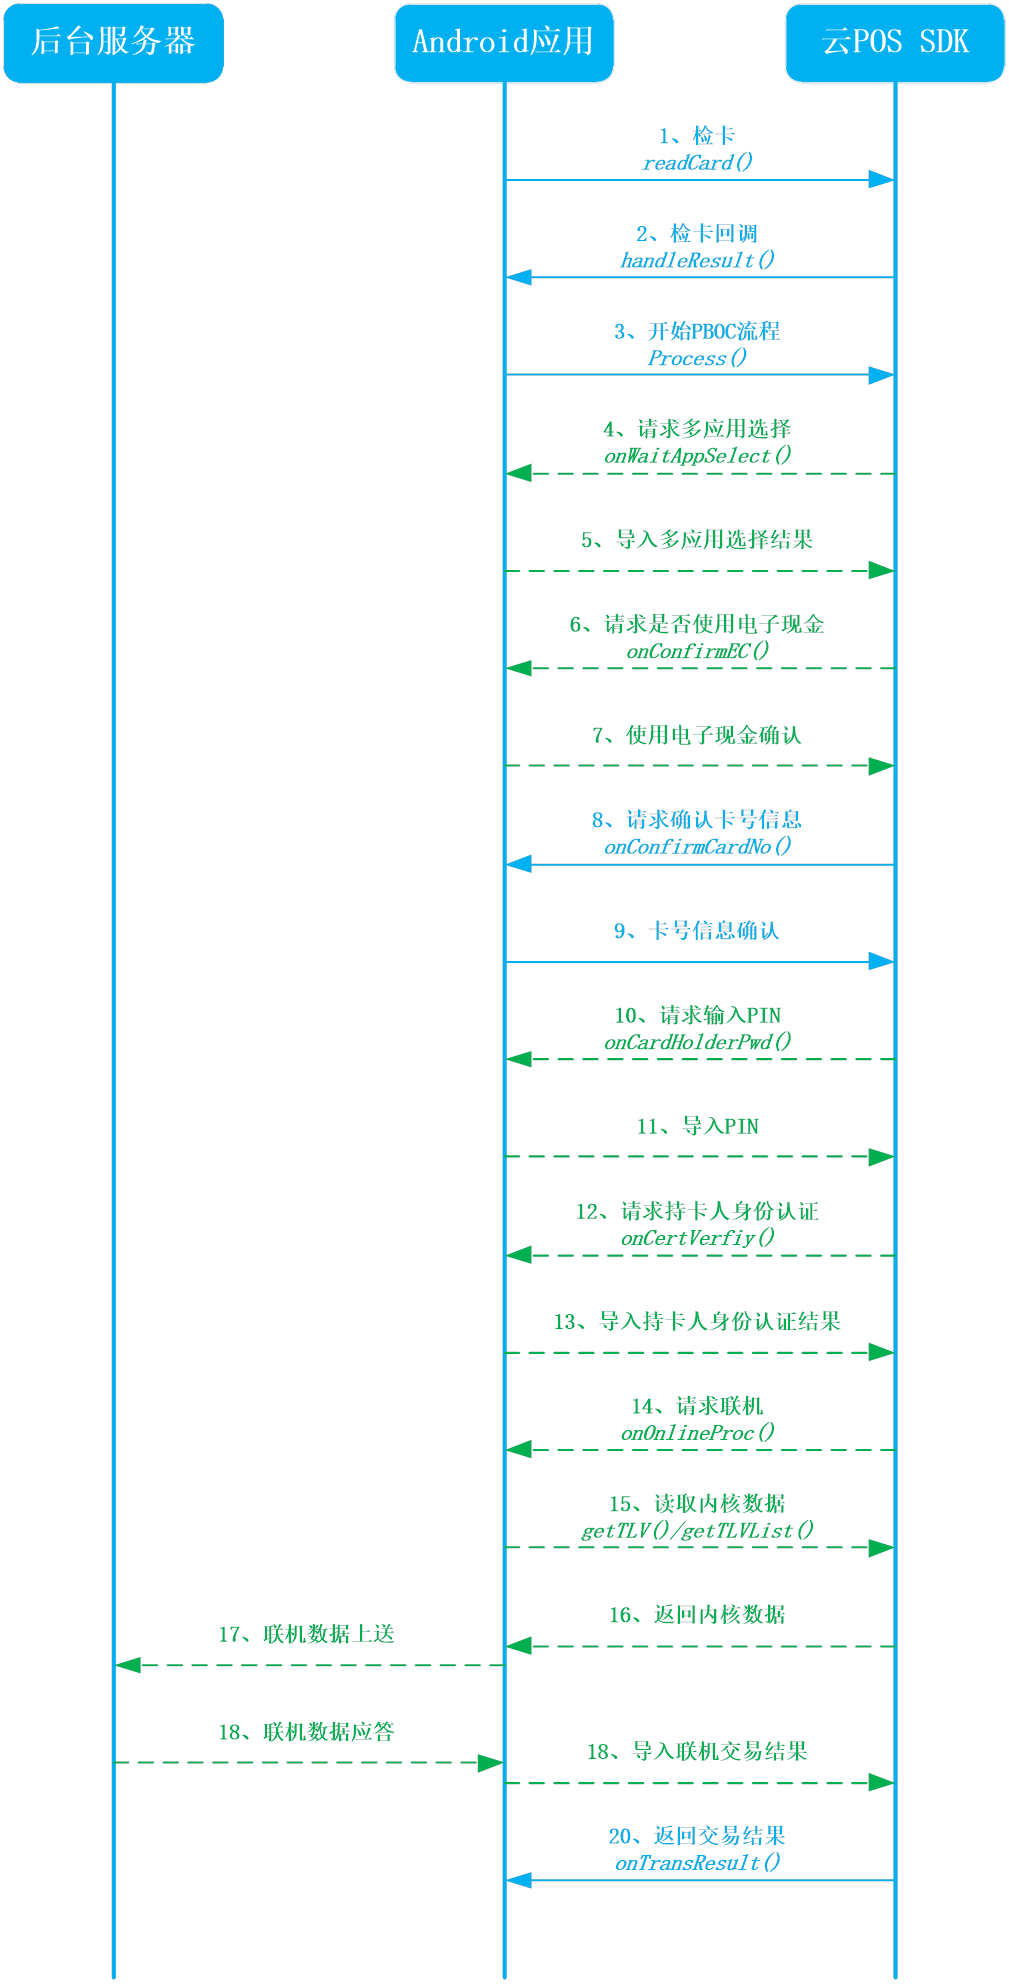 后台服务器
Android应用
云POS SDK
1、检卡
readCard()
2、检卡回调
handleResult()
3、开始PBOC流程
Process()
4、请求多应用选择
onWaitAppSelect()
5、导入多应用选择结果
6、请求是否使用电子现金
onConfirmEC()
7、使用电子现金确认
8、请求确认卡号信息
onConfirmCardNo()
9、卡号信息确认
10、请求输入PIN
onCardHolderPwd()
11、导入PIN
12、请求持卡人身份认证
onCertVerfiy()
13、导入持卡人身份认证结果
14、请求联机
onOnlineProc()
15、读取内核数据
getTLV()/getTLVList()
16、返回内核数据
17、联机数据上送
18、联机数据应答
18、导入联机交易结果
20、返回交易结果
onTransResult()